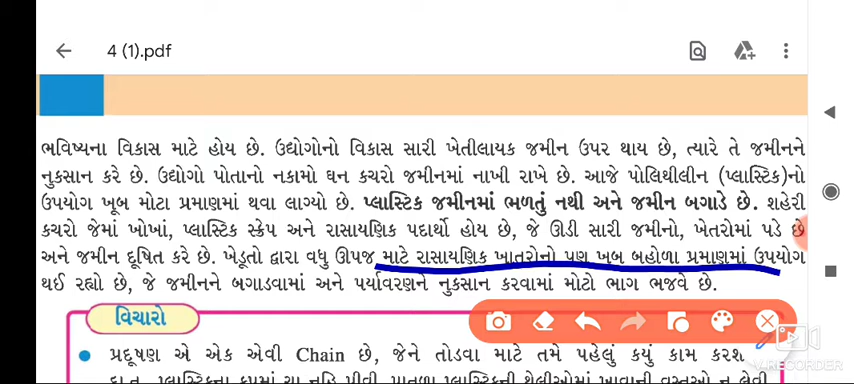 4 (1).pdf
ભવિષ્યના વિકાસ માટે હોય છે. ઉદ્યોગોનો વિકાસ સારી ખેતીલાયક જમીન ઉપર થાય છે, ત્યારે તે જમીનને
નુકસાન કરે છે. ઉદ્યોગો પોતાનો નકામો ઘન કચરો જમીનમાં નાખી રાખે છે. આજે પોલિથીલીન (પ્લાસ્ટિક)નો
ઉપયોગ ખૂબ મોટા પ્રમાણમાં થવા લાગ્યો છે. પ્લાસ્ટિક જમીનમાં ભળતું નથી અને જમીન બગાડે છે. શહેરી
કચરો જેમાં ખોખાં, પ્લાસ્ટિક સ્ક્રેપ અને રાસાયણિક પદાર્થો હોય છે, જે ઊડી સારી જમીનો, ખેતરોમાં પડે છે
અને જમીન દૂષિત કરે છે. ખેડૂતો દ્વારા વધુ ઊપજ માટે રાસાયણિક ખાતરોનો પણ ખૂબ બહોળા પ્રમાણમાં ઉપયોગ
થઈ રહ્યો છે, જે જમીનને બગાડવામાં અને પર્યાવરણને નુકસાન કરવામાં મોટો ભાગ ભજવે છે.
વિચારો
● પ્રદૂષણ એ એક એવી Chain છે, જેને તોડવા માટે તમે પહેલું કયું કામ કરશ
V-RECORDER